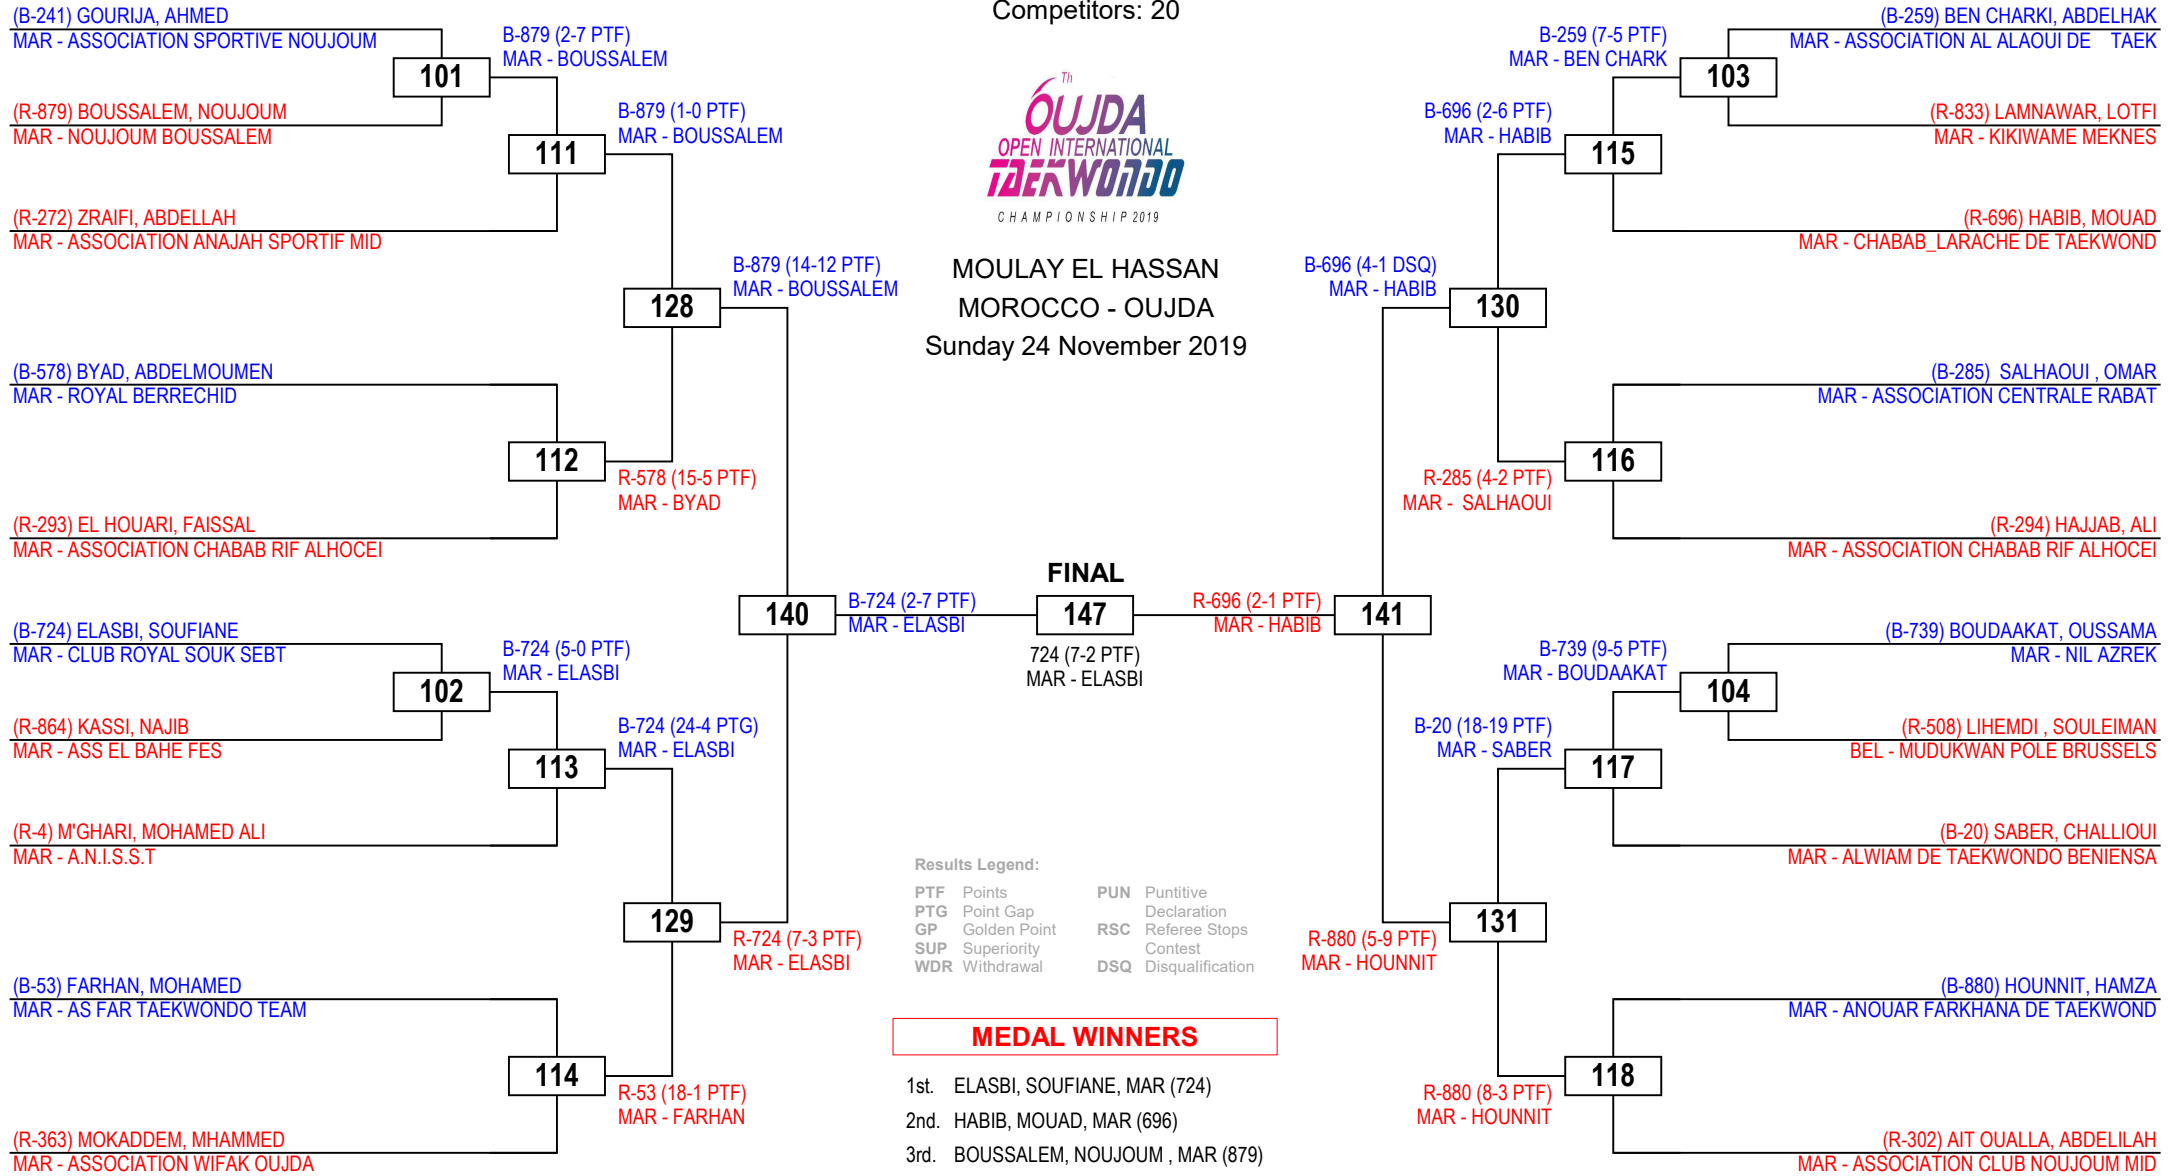 Competitors: 20
6Th
OUJDA
OPEN INTERNATIONAL
TAEKWONDO
CHAMPIONSHIP 2019
MOULAY EL HASSAN
MOROCCO - OUJDA
Sunday 24 November 2019
(B-241) GOURIJA, AHMED
MAR - ASSOCIATION SPORTIVE NOUJOUM
101
(R-879) BOUSSALEM, NOUJOUM
MAR - NOUJOUM BOUSSALEM
B-879 (2-7 PTF)
MAR - BOUSSALEM
111
(R-272) ZRAIFI, ABDELLAH
MAR - ASSOCIATION ANAJAH SPORTIF MID
B-879 (1-0 PTF)
MAR - BOUSSALEM
128
B-879 (14-12 PTF)
MAR - BOUSSALEM
(B-578) BYAD, ABDELMOUMEN
MAR - ROYAL BERRECHID
112
R-578 (15-5 PTF)
MAR - BYAD
(R-293) EL HOUARI, FAISSAL
MAR - ASSOCIATION CHABAB RIF ALHOCEI
140
B-724 (2-7 PTF)
MAR - ELASBI
(B-724) ELASBI, SOUFIANE
MAR - CLUB ROYAL SOUK SEBT
102
B-724 (5-0 PTF)
MAR - ELASBI
(R-864) KASSI, NAJIB
MAR - ASS EL BAHE FES
113
B-724 (24-4 PTG)
MAR - ELASBI
(R-4) M'GHARI, MOHAMED ALI
MAR - A.N.I.S.S.T
129
R-724 (7-3 PTF)
MAR - ELASBI
(B-53) FARHAN, MOHAMED
MAR - AS FAR TAEKWONDO TEAM
114
R-53 (18-1 PTF)
MAR - FARHAN
(R-363) MOKADDEM, MHAMMED
MAR - ASSOCIATION WIFAK OUJDA
FINAL
147
724 (7-2 PTF)
MAR - ELASBI
(B-259) BEN CHARKI, ABDELHAK
MAR - ASSOCIATION AL ALAOUI DE TAEK
B-259 (7-5 PTF)
MAR - BEN CHARK
103
(R-833) LAMNAWAR, LOTFI
MAR - KIKIWAME MEKNES
B-696 (2-6 PTF)
MAR - HABIB
115
(R-696) HABIB, MOUAD
MAR - CHABAB_LARACHE DE TAEKWOND
B-696 (4-1 DSQ)
MAR - HABIB
130
(B-285) SALHAOUI , OMAR
MAR - ASSOCIATION CENTRALE RABAT
116
R-285 (4-2 PTF)
MAR - SALHAOUI
(R-294) HAJJAB, ALI
MAR - ASSOCIATION CHABAB RIF ALHOCEI
R-696 (2-1 PTF)
MAR - HABIB
141
(B-739) BOUDAAKAT, OUSSAMA
MAR - NIL AZREK
B-739 (9-5 PTF)
MAR - BOUDAAKAT
104
(R-508) LIHEMDI , SOULEIMAN
BEL - MUDUKWAN POLE BRUSSELS
B-20 (18-19 PTF)
MAR - SABER
117
(B-20) SABER, CHALLIOUI
MAR - ALWIAM DE TAEKWONDO BENIENSA
131
R-880 (5-9 PTF)
MAR - HOUNNIT
(B-880) HOUNNIT, HAMZA
MAR - ANOUAR FARKHANA DE TAEKWOND
118
R-880 (8-3 PTF)
MAR - HOUNNIT
(R-302) AIT OUALLA, ABDELILAH
MAR - ASSOCIATION CLUB NOUJOUM MID
Results Legend:
PTF Points
PTG Point Gap
GP Golden Point
SUP Superiority
WDR Withdrawal
PUN Puntitive
Declaration
RSC Referee Stops
Contest
DSQ Disqualification
MEDAL WINNERS
1st. ELASBI, SOUFIANE, MAR (724)
2nd. HABIB, MOUAD, MAR (696)
3rd. BOUSSALEM, NOUJOUM , MAR (879)